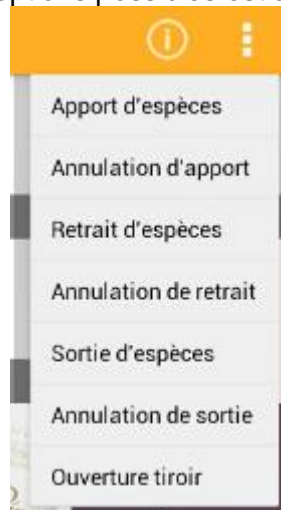 Apport d'espèces
Annulation d'apport
Retrait d'espèces
Annulation de retrait
Sortie d'espèces
Annulation de sortie
Ouverture tiroir